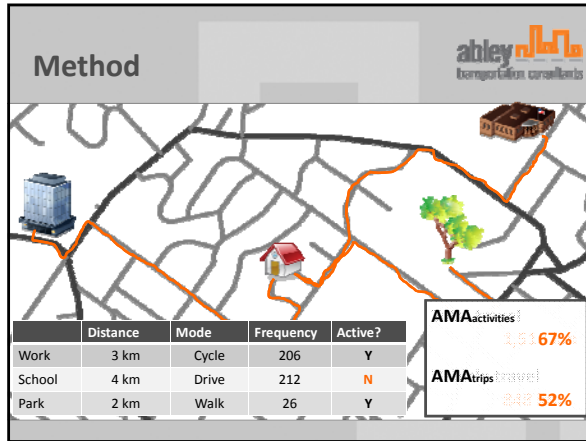 Method
abley
transportation consultants
Distance Mode Frequency Active?
Work 3 km Cycle 206 Y
School 4 km Drive 212 N
Park 2 km Walk 26 Y
AMAactivities
67%
AMAtrips
52%